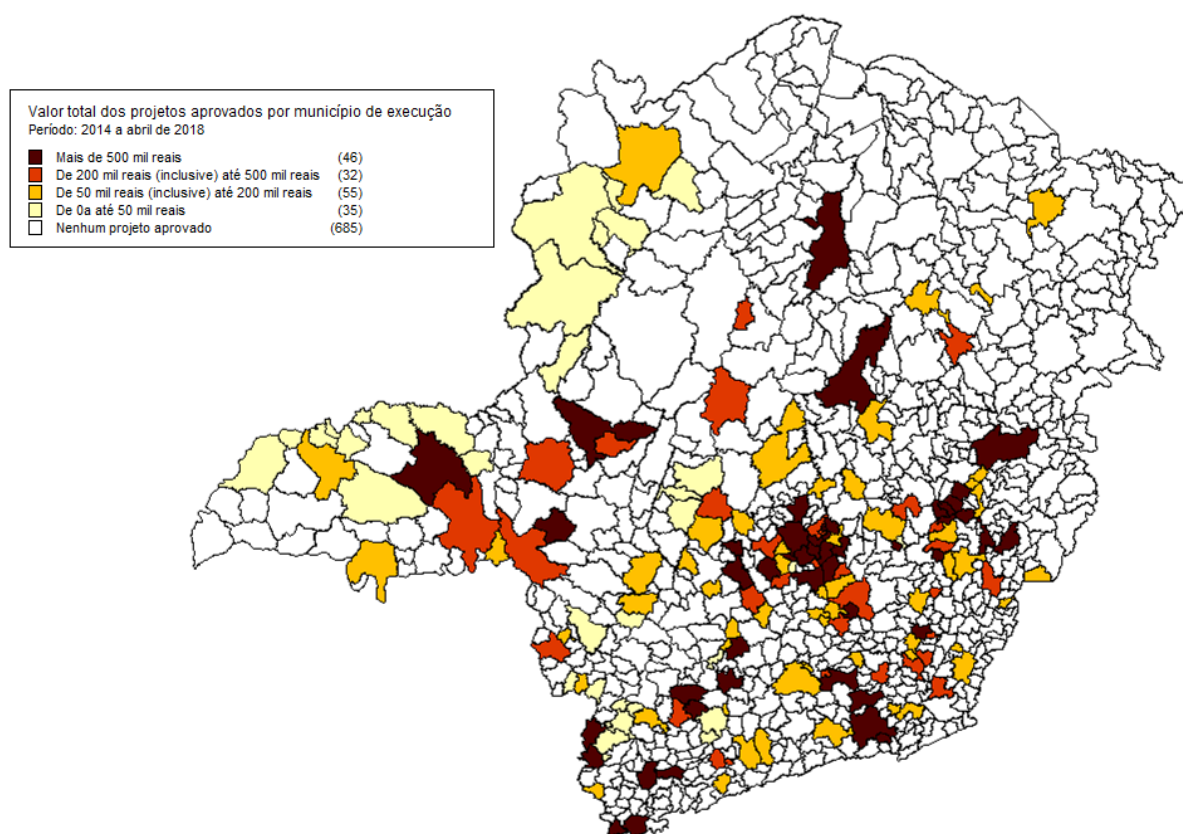 Valor total dos projetos aprovados por município de execução
Período: 2014 a abril de 2018
Mais de 500 mil reais (46)
De 200 mil reais (inclusive) até 500 mil reais (32)
De 50 mil reais (inclusive) até 200 mil reais (55)
De 0a até 50 mil reais (35)
Nenhum projeto aprovado (685)